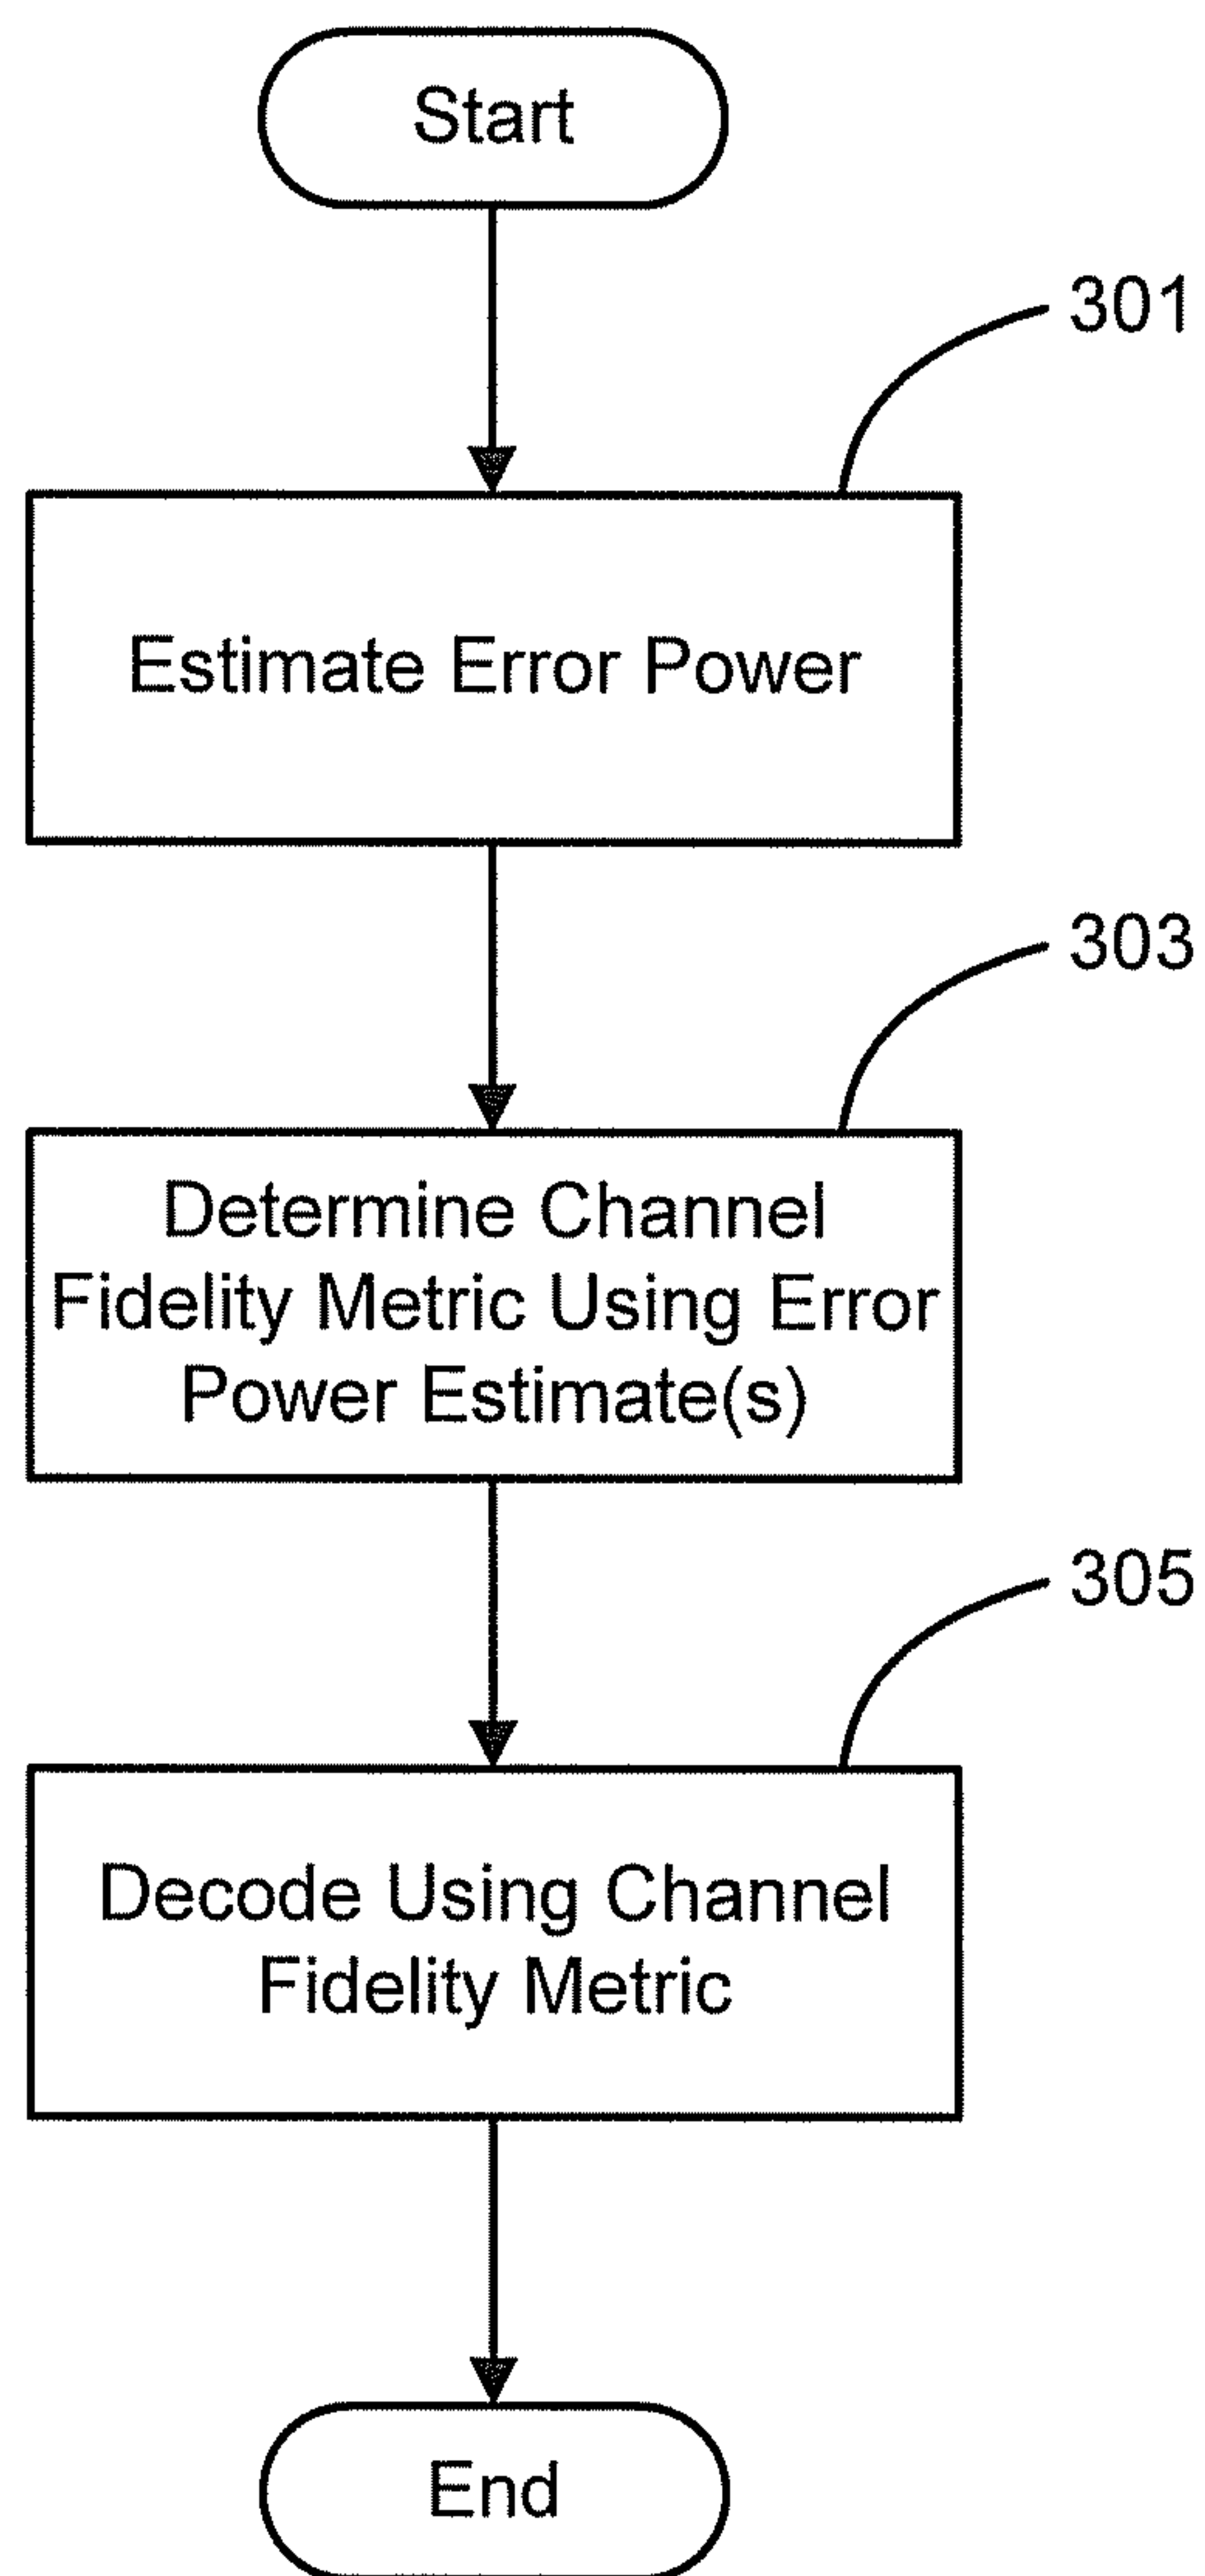 Start
301
Estimate Error Power
303
Determine Channel
Fidelity Metric Using Error
Power Estimate(s)
305
Decode Using Channel
Fidelity Metric
End